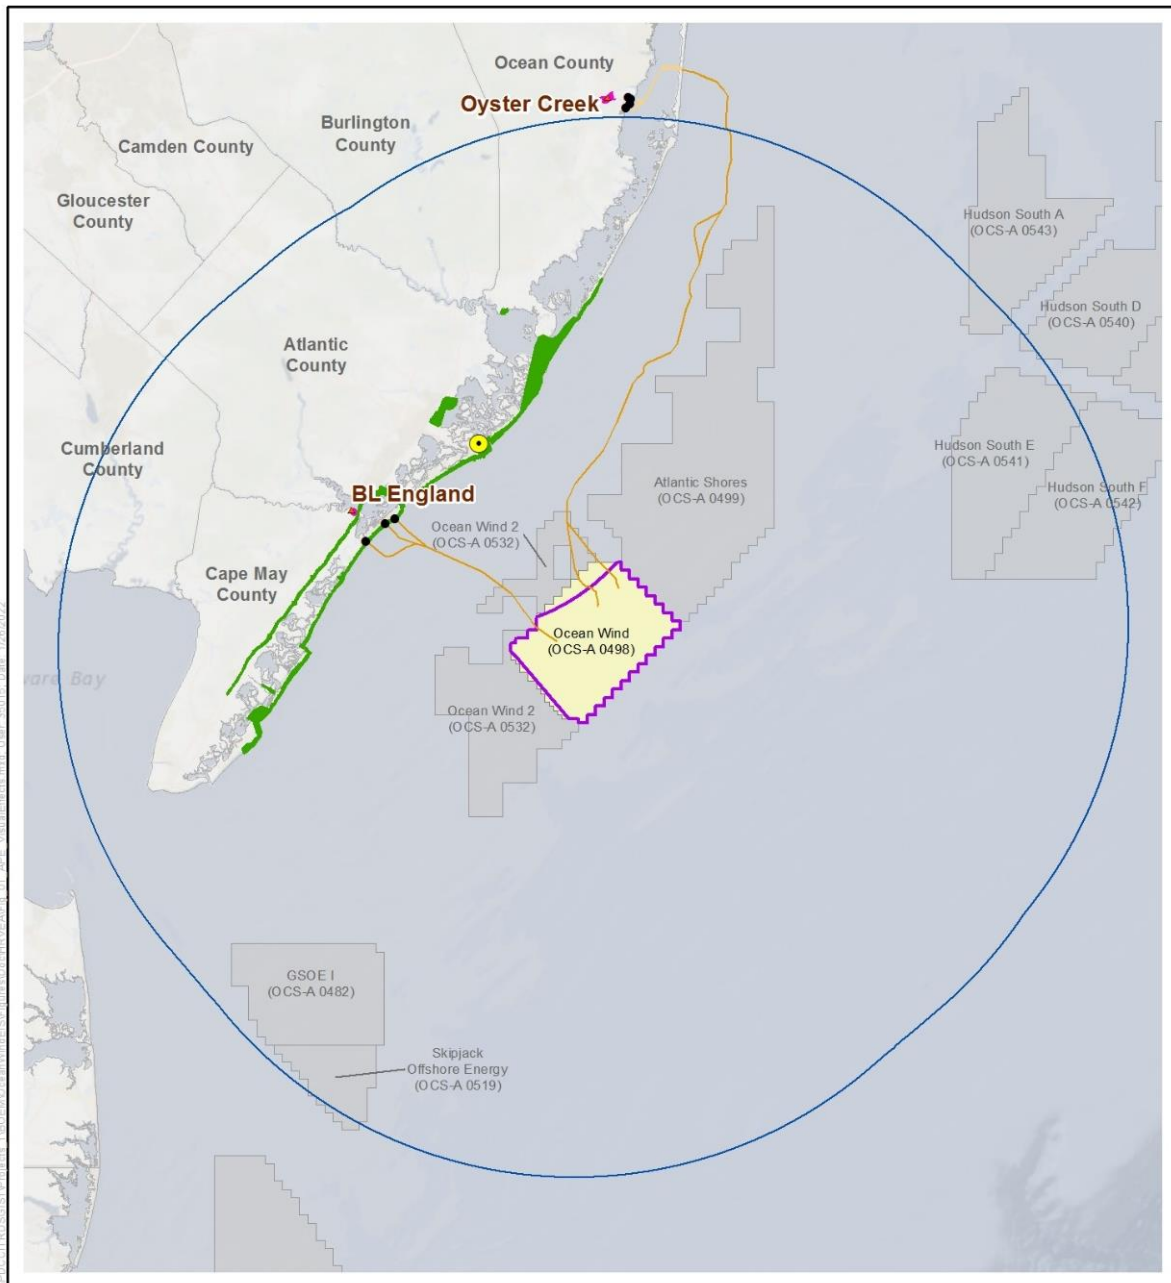 Ocean County
Oyster Creek
Burlington
County
Camden County
Gloucester
County
Hudson South A
(OCS-A 0543)
Hudson South D
(OCS-A 0540)
Atlantic
County
Cumberland
County
Hudson South E
(OCS-A 0541)
Hudson South F
(OCS-A 0542)
Atlantic Shores
(OCS-A 0499)
BL England
Ocean Wind 2
(OCS-A 0532)
Cape May
County
Ocean Wind
(OCS-A 0498)
ware Bay
Ocean Wind 2
(OCS-A 0532)
GSOE I
(OCS-A 0482)
Skipjack
Offshore Energy
(OCS-A 0519)